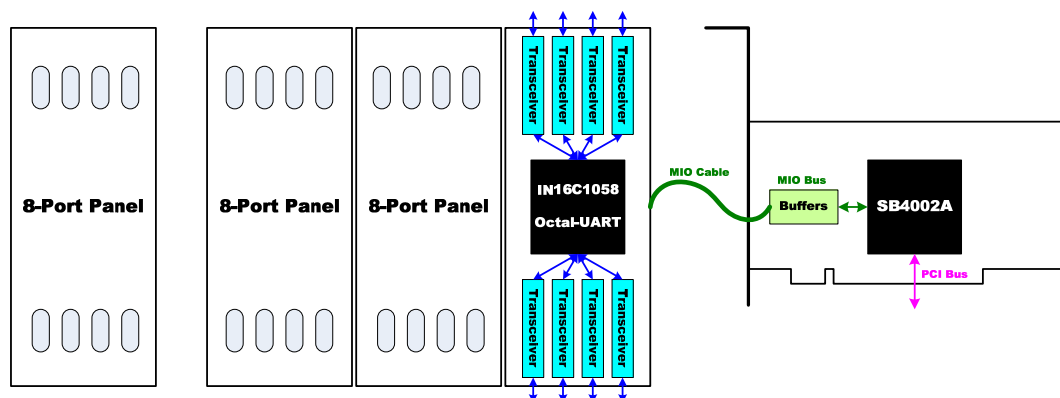 Transceiver
Transceiver
Transceiver
Transceiver
8-Port Panel
8-Port Panel
8-Port Panel
IN16C1058
Octal-UART
Transceiver
Transceiver
Transceiver
Transceiver
MIO Cable
MIO Bus
Buffers
SB4002A
PCI Bus